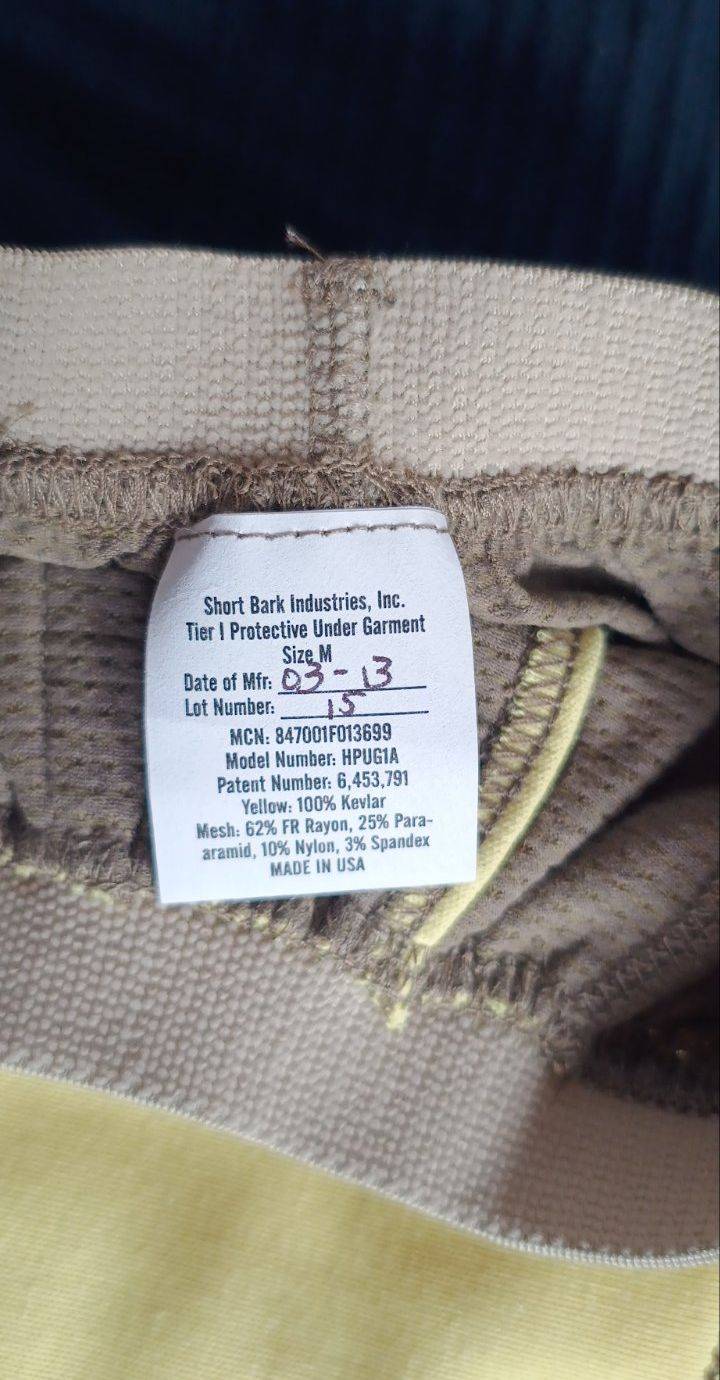 Short Bark Industries, Inc.
Tier I Protective Under Garment
Size M
Date of Mfr: 03-13
Lot Number: 15
MCN: 847001F013699
Model Number: HPUG1A
Patent Number: 6,453,791
Yellow: 100% Kevlar
Mesh: 62% FR Rayon, 25% Para-
aramid, 10% Nylon, 3% Spandex
MADE IN USA